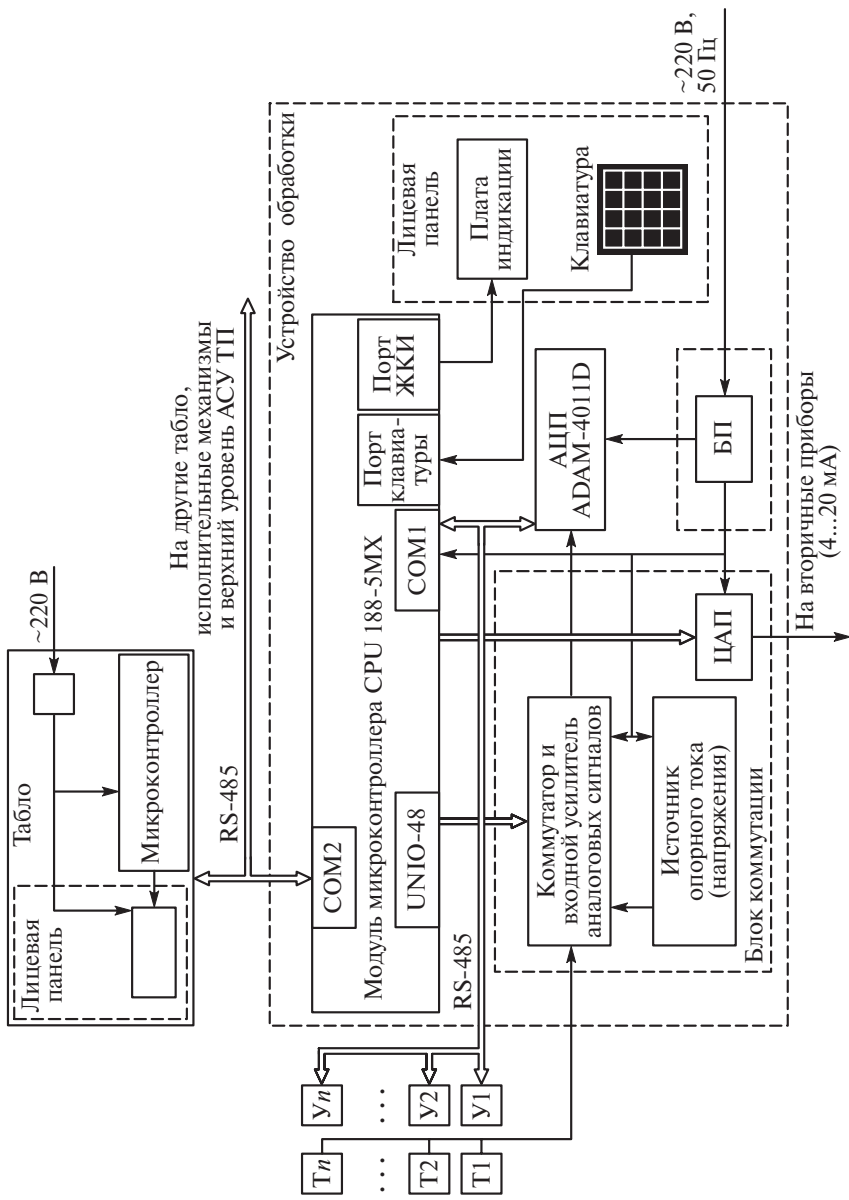 Табло
Лицевая
панель
Микроконтроллер
~220 В
RS-485
На другие табло,
исполнительные механизмы
и верхний уровень АСУ ТП
Устройство обработки
COM2
Модуль микроконтроллера CPU 188-5MX
UNIO-48
COM1
Порт
клавиа-
туры
Порт
ЖКИ
Лицевая
панель
Плата
индикации
Клавиатура
RS-485
Уn
. . .
У2
У1
Тn
. . .
Т2
Т1
Коммутатор и
входной усилитель
аналоговых сигналов
Источник
опорного тока
(напряжения)
Блок коммутации
ЦАП
АЦП
ADAM-4011D
БП
~220 В,
50 Гц
На вторичные приборы
(4...20 мА)